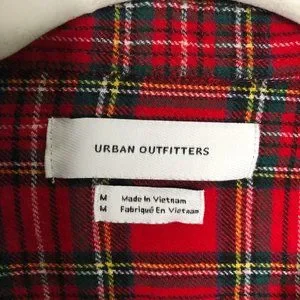 URBAN OUTFITTERS
M Made In Vietnam
M Fabriqué En Vietnam